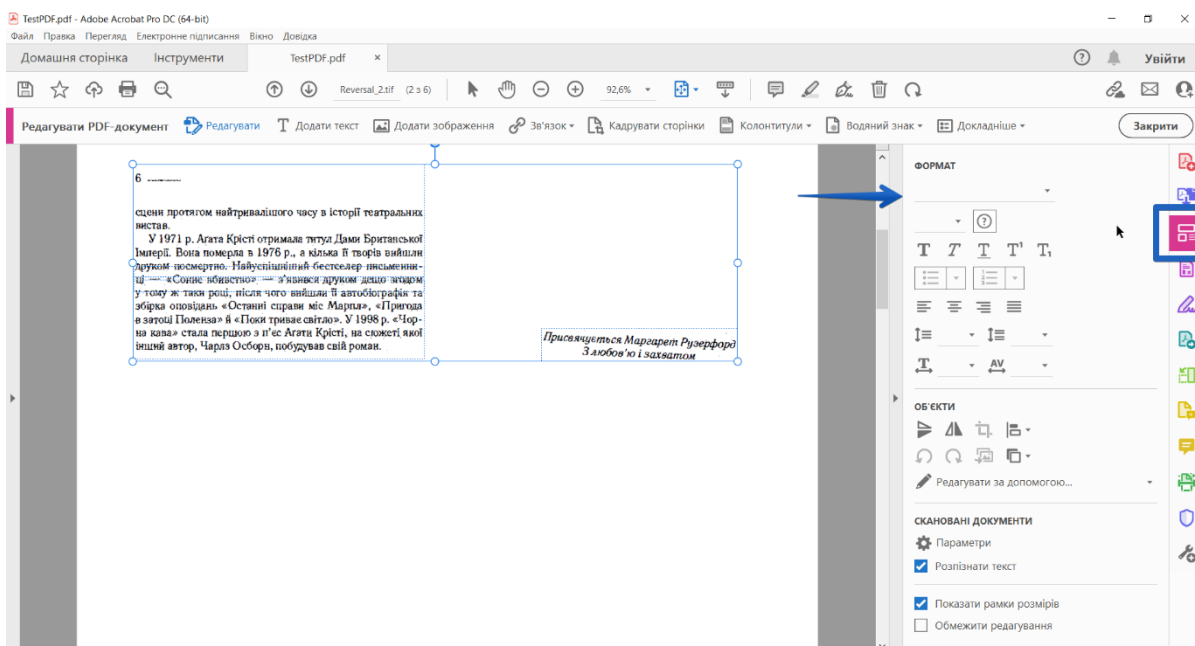 TestPDF.pdf - Adobe Acrobat Pro DC (64-bit)
Файл Правка Перегляд Електронне підписання Вікно Довідка
Домашня сторінка Інструменти TestPDF.pdf × Увійти
Reversal_2.tif (2 з 6) 92,6%
Редагувати PDF-документ Редагувати Додати текст Додати зображення Зв'язок Кадрувати сторінки Колонтитули Водяний знак Докладніше Закрити
6
сцени протягом найтривалішого часу в історії театральних
вистав.
У 1971 р. Агата Крісті отримала титул Дами Британської
Імперії. Вона померла в 1976 р., а кілька її творів вийшли
друком посмертно. Найуспішніший бестселер письменни-
ці — «Сонне вбивство» — з'явився друком дещо згодом
у тому ж таки році, після чого вийшли її автобіографія та
збірка оповідань «Останні справи міс Марпл», «Пригода
в затоці Поленза» й «Поки триває світло». У 1998 р. «Чор-
на кава» стала першою з п'єс Агати Крісті, на сюжеті якої
інший автор, Чарлз Осборн, побудував свій роман.
Присвячується Маргарет Рузерфорд
З любов'ю і захватом
ФОРМАТ
ОБ'ЄКТИ
Редагувати за допомогою...
СКАНОВАНІ ДОКУМЕНТИ
Параметри
Розпізнати текст
Показати рамки розмірів
Обмежити редагування